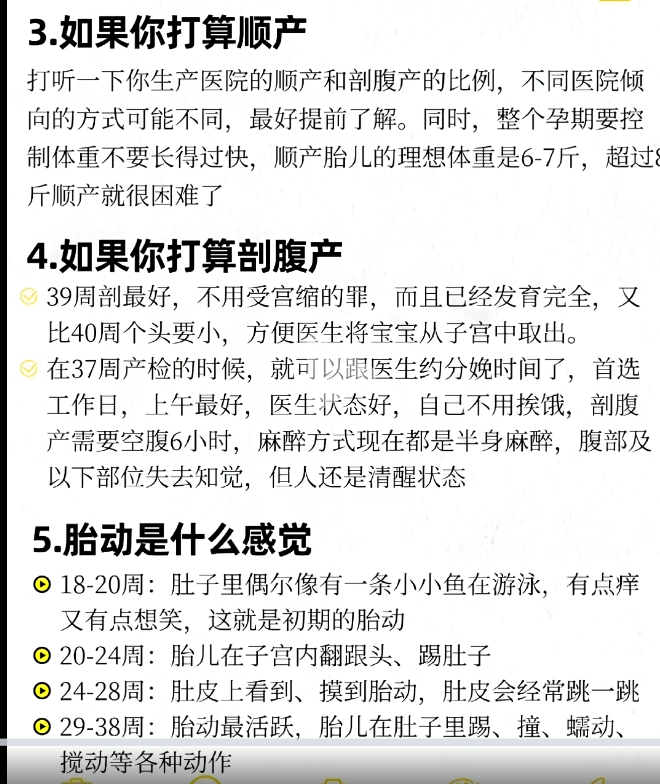 3.如果你打算顺产
打听一下你生产医院的顺产和剖腹产的比例，不同医院倾
向的方式可能不同，最好提前了解。同时，整个孕期要控
制体重不要长得过快，顺产胎儿的理想体重是6-7斤，超过8
斤顺产就很困难了
4.如果你打算剖腹产
39周剖最好，不用受宫缩的罪，而且已经发育完全，又
比40周个头要小，方便医生将宝宝从子宫中取出。
在37周产检的时候，就可以跟医生约分娩时间了，首选
工作日，上午最好，医生状态好，自己不用挨饿，剖腹
产需要空腹6小时，麻醉方式现在都是半身麻醉，腹部及
以下部位失去知觉，但人还是清醒状态
5.胎动是什么感觉
18-20周：肚子里偶尔像有一条小小鱼在游泳，有点痒
又有点想笑，这就是初期的胎动
20-24周：胎儿在子宫内翻跟头、踢肚子
24-28周：肚皮上看到、摸到胎动，肚皮会经常跳一跳
29-38周：胎动最活跃，胎儿在肚子里踢、撞、蠕动、
搅动等各种动作